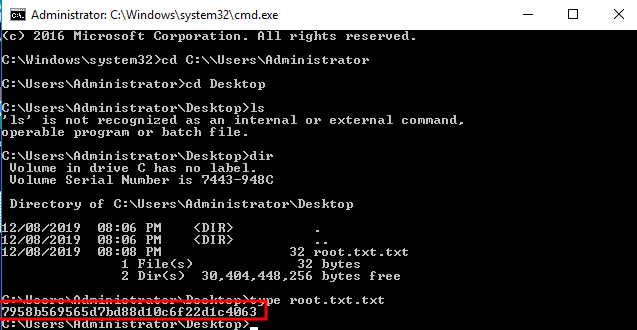 Administrator: C:\Windows\system32\cmd.exe
(c) 2016 Microsoft Corporation. All rights reserved.
C:\Windows\system32>cd C:\\Users\Administrator
C:\Users\Administrator>cd Desktop
C:\Users\Administrator\Desktop>ls
'ls' is not recognized as an internal or external command,
operable program or batch file.
C:\Users\Administrator\Desktop>dir
Volume in drive C has no label.
Volume Serial Number is 7443-948C
Directory of C:\Users\Administrator\Desktop
12/08/2019  08:06 PM    <DIR>          .
12/08/2019  08:06 PM    <DIR>          ..
12/08/2019  08:08 PM                32 root.txt.txt
1 File(s)             32 bytes
2 Dir(s)  30,404,448,256 bytes free
C:\Users\Administrator\Desktop>type root.txt.txt
7958b569565d7bd88d10c6f22d1c4063
C:\Users\Administrator\Desktop>